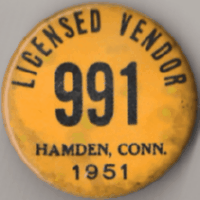 LICENSED VENDOR
991
HAMDEN, CONN.
1951